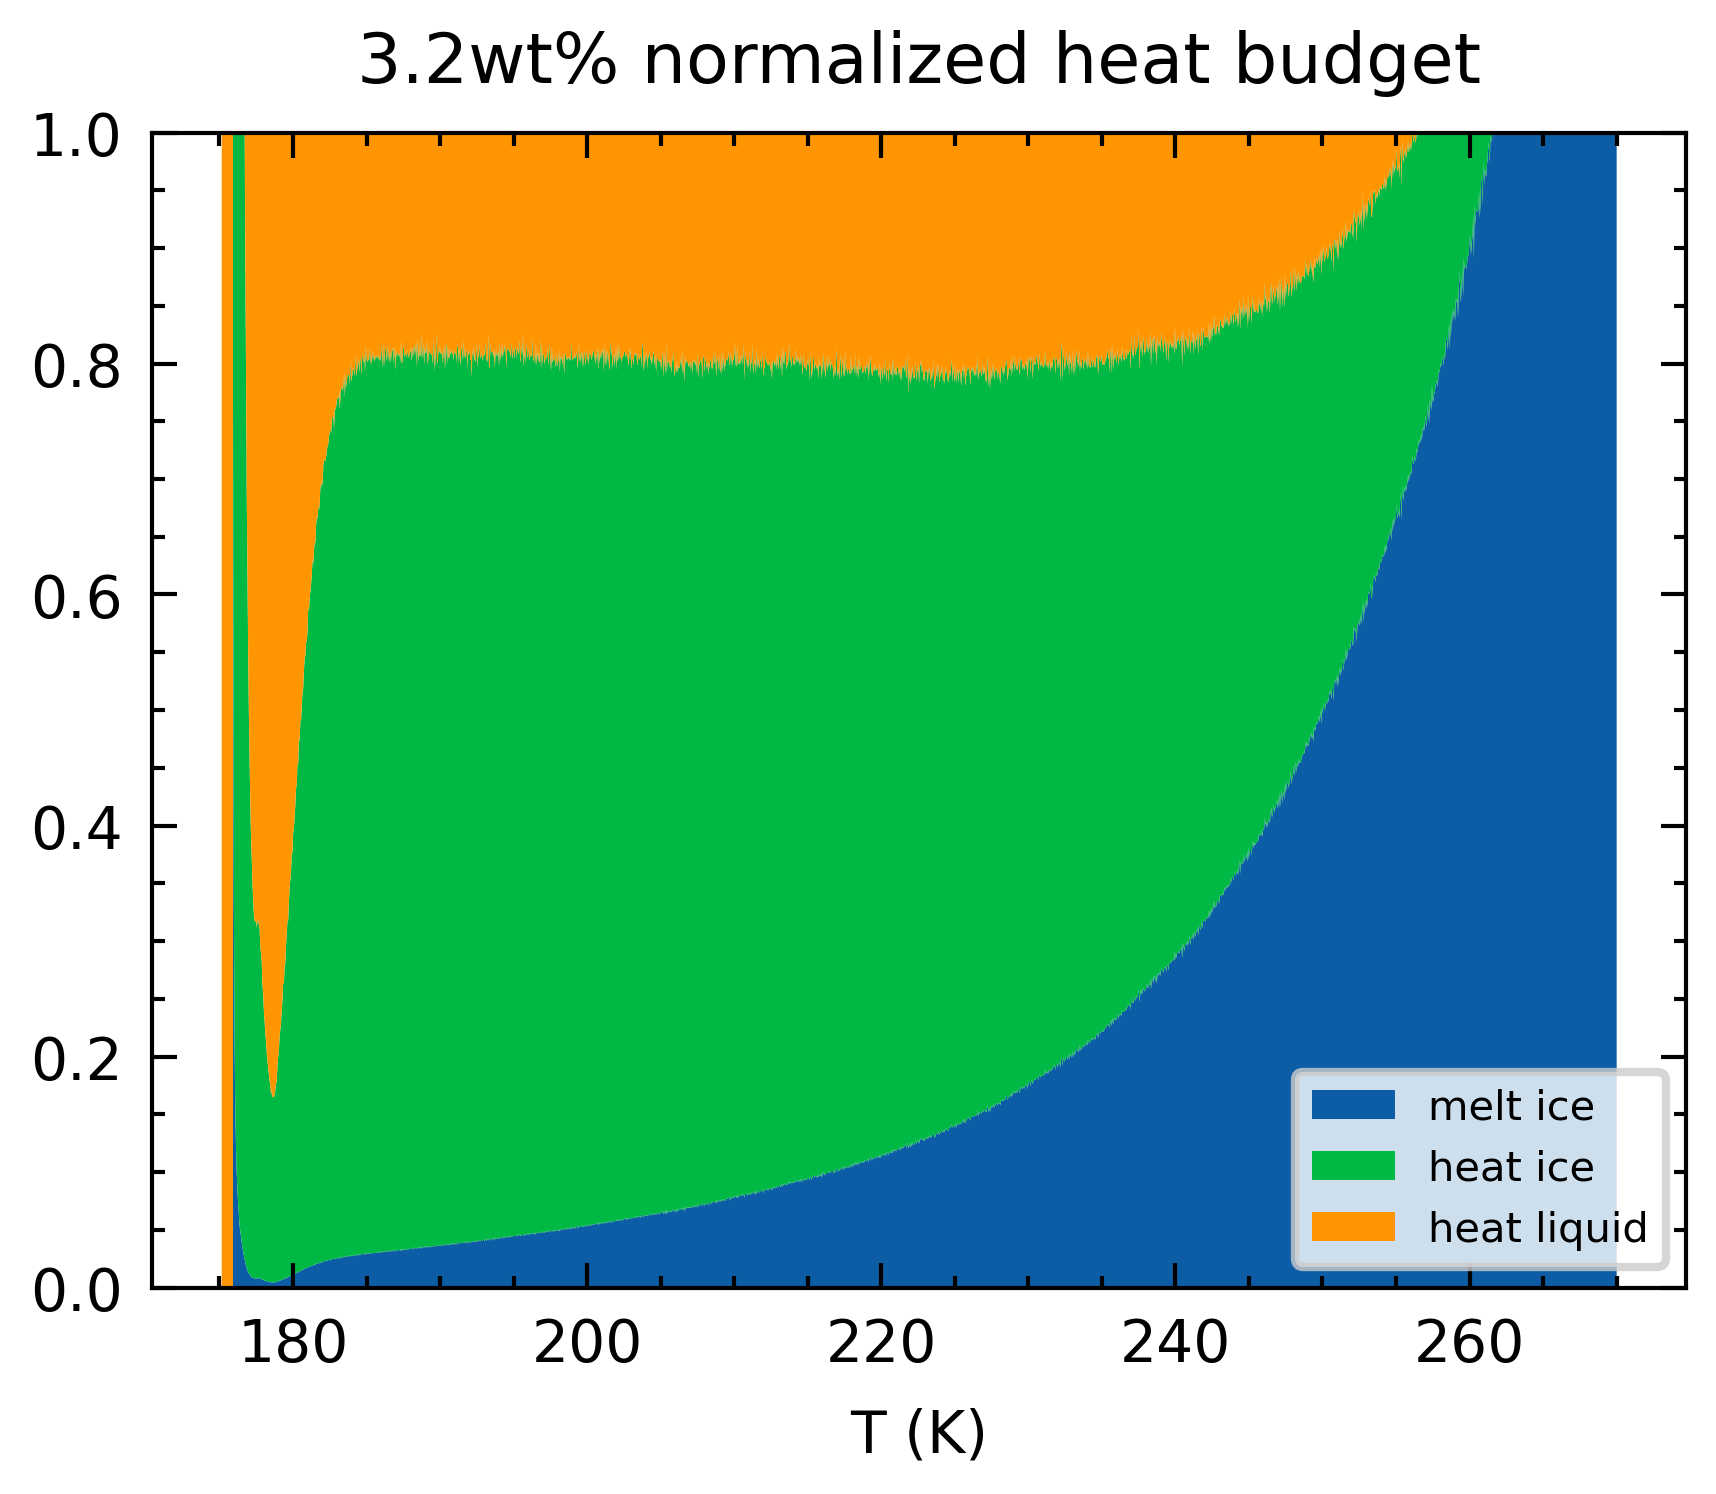 3.2wt% normalized heat budget
1.0
0.8
0.6
0.4
0.2
0.0
melt ice
heat ice
heat liquid
180 200 220 240 260
T (K)